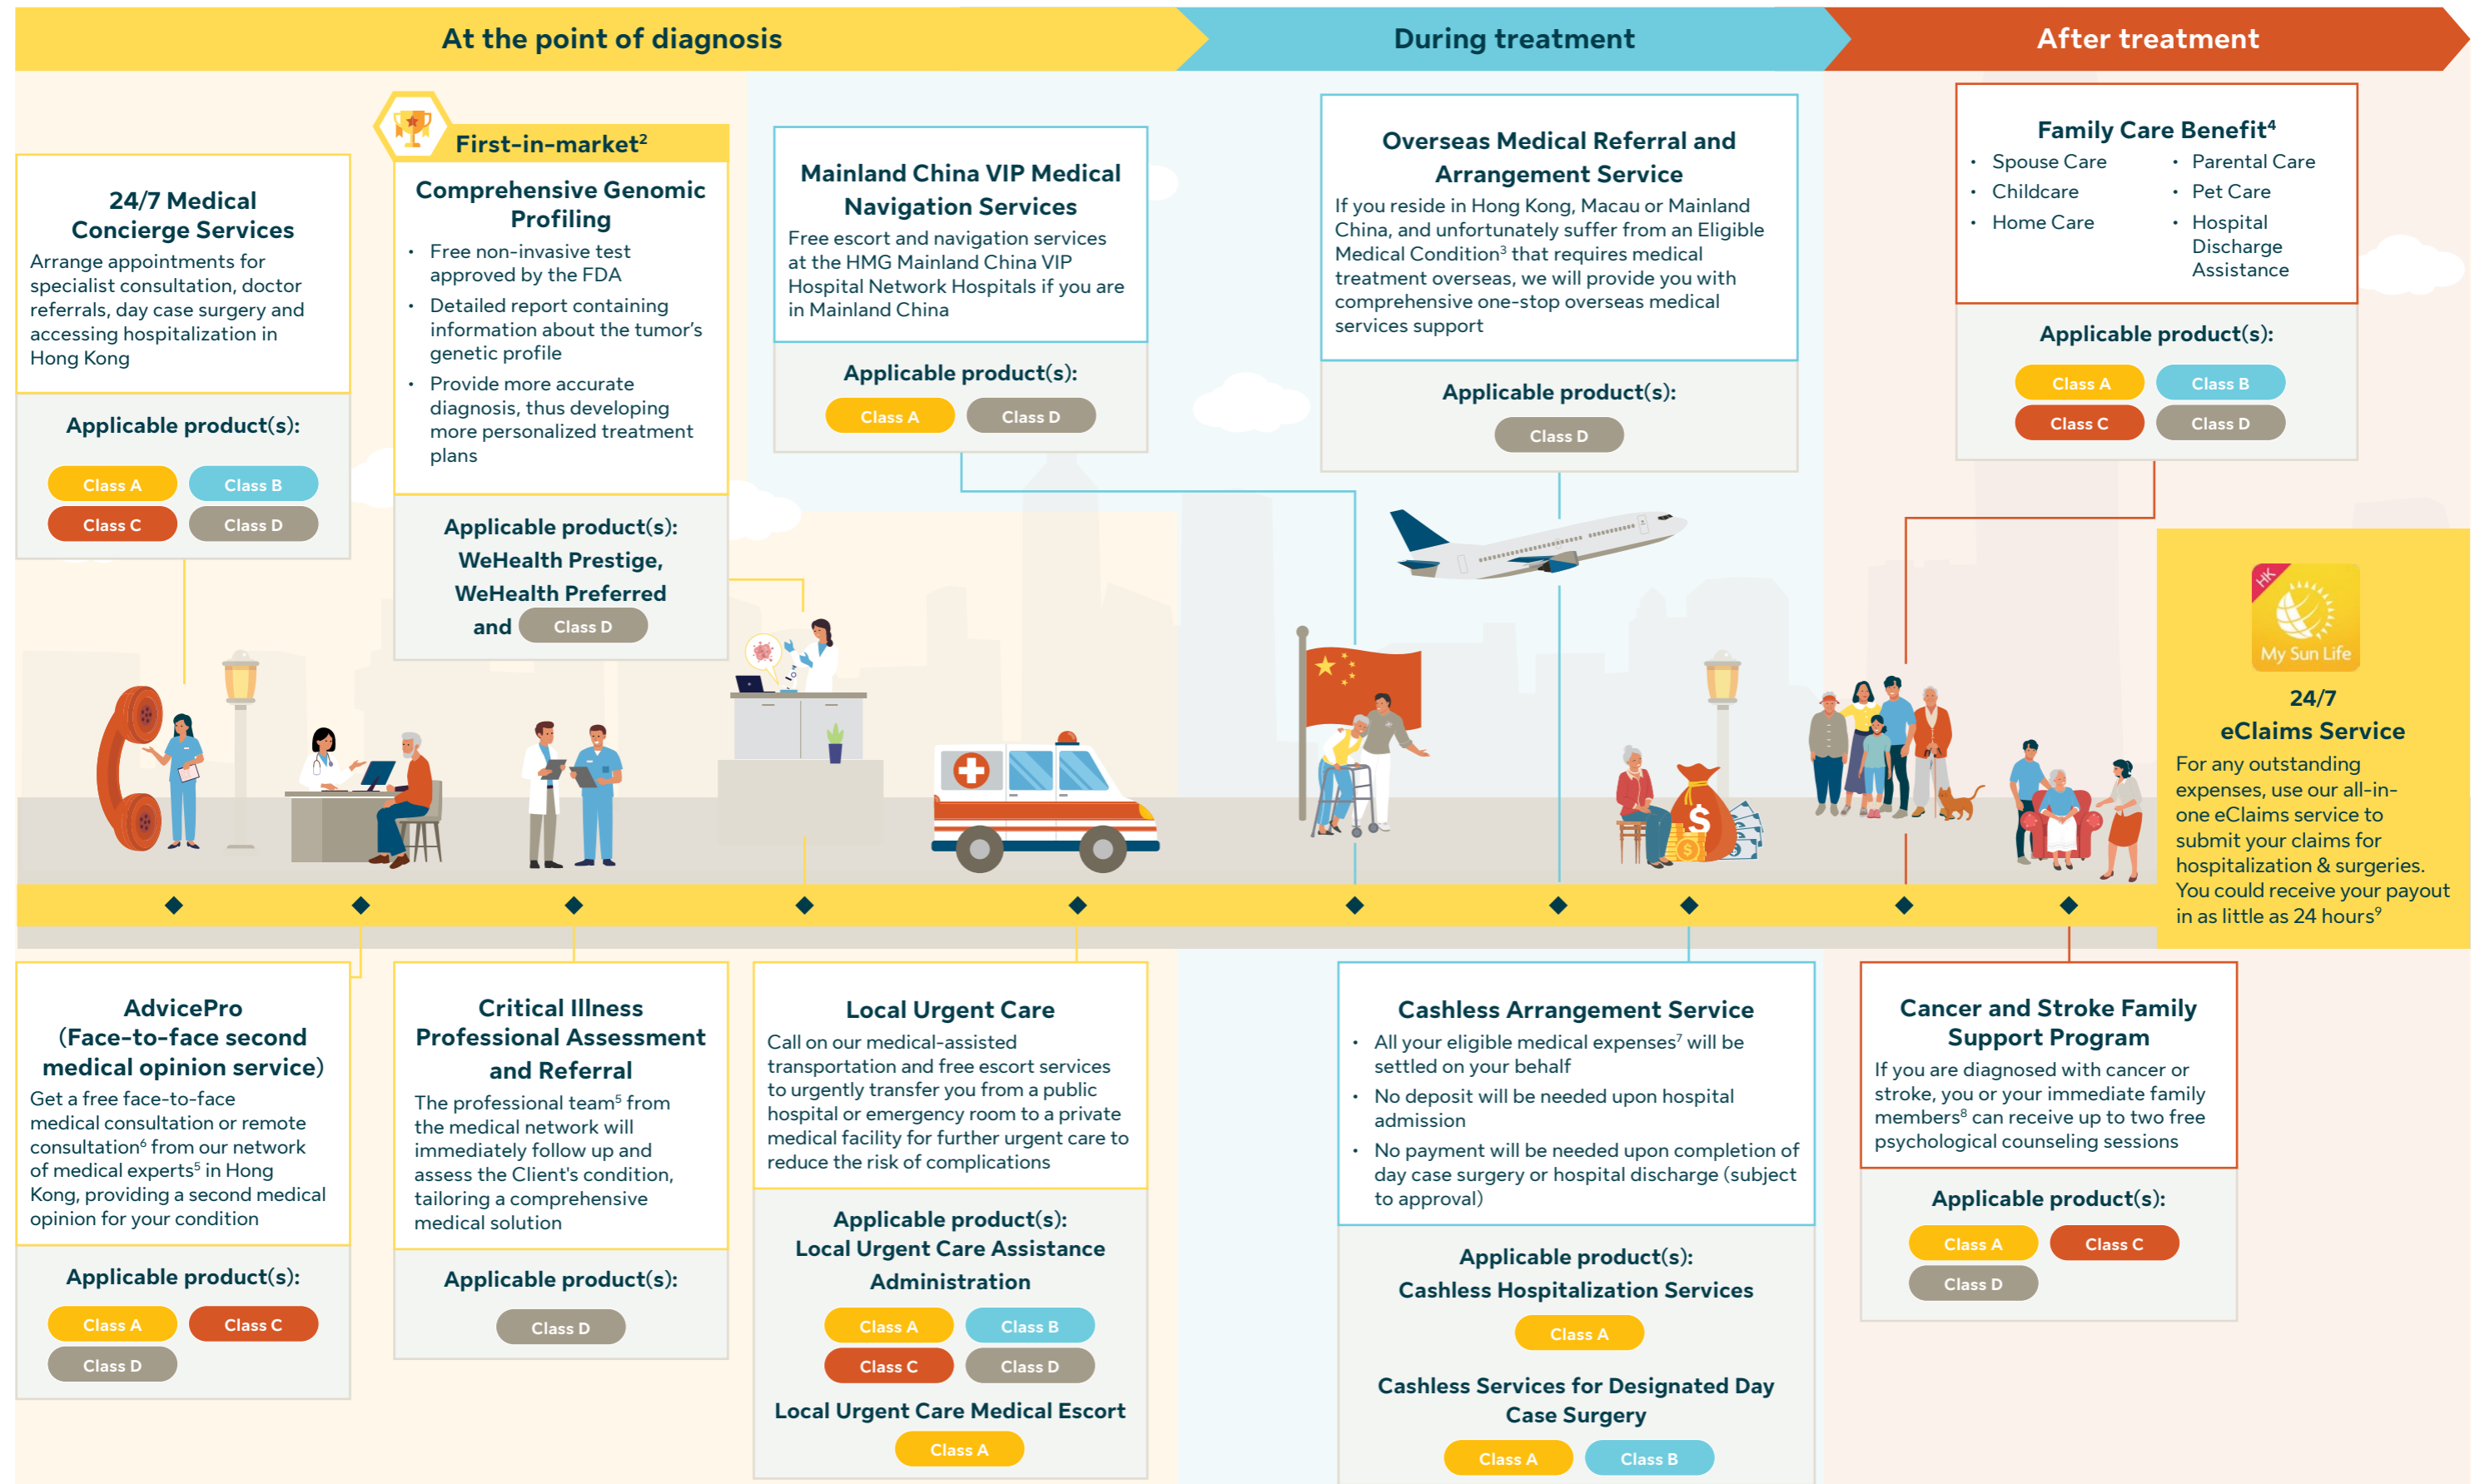 At the point of diagnosis
During treatment
After treatment
24/7 Medical
Concierge Services
Arrange appointments for
specialist consultation, doctor
referrals, day case surgery and
accessing hospitalization in
Hong Kong
Applicable product(s):
Class A
Class B
Class C
Class D
First-in-market²
Comprehensive Genomic
Profiling
• Free non-invasive test
approved by the FDA
• Detailed report containing
information about the tumor's
genetic profile
• Provide more accurate
diagnosis, thus developing
more personalized treatment
plans
Applicable product(s):
WeHealth Prestige,
WeHealth Preferred
and Class D
Mainland China VIP Medical
Navigation Services
Free escort and navigation services
at the HMG Mainland China VIP
Hospital Network Hospitals if you are
in Mainland China
Applicable product(s):
Class A
Class D
Overseas Medical Referral and
Arrangement Service
If you reside in Hong Kong, Macau or Mainland
China, and unfortunately suffer from an Eligible
Medical Condition³ that requires medical
treatment overseas, we will provide you with
comprehensive one-stop overseas medical
services support
Applicable product(s):
Class D
Family Care Benefit⁴
• Spouse Care
• Childcare
• Home Care
• Parental Care
• Pet Care
• Hospital
Discharge
Assistance
Applicable product(s):
Class A
Class B
Class C
Class D
HK
My Sun Life
24/7
eClaims Service
For any outstanding
expenses, use our all-in-
one eClaims service to
submit your claims for
hospitalization & surgeries.
You could receive your payout
in as little as 24 hours⁹
AdvicePro
(Face-to-face second
medical opinion service)
Get a free face-to-face
medical consultation or remote
consultation⁶ from our network
of medical experts⁵ in Hong
Kong, providing a second medical
opinion for your condition
Applicable product(s):
Class A
Class C
Class D
Critical Illness
Professional Assessment
and Referral
The professional team⁵ from
the medical network will
immediately follow up and
assess the Client's condition,
tailoring a comprehensive
medical solution
Applicable product(s):
Class D
Local Urgent Care
Call on our medical-assisted
transportation and free escort services
to urgently transfer you from a public
hospital or emergency room to a private
medical facility for further urgent care to
reduce the risk of complications
Applicable product(s):
Local Urgent Care Assistance
Administration
Class A
Class B
Class C
Class D
Local Urgent Care Medical Escort
Class A
Cashless Arrangement Service
• All your eligible medical expenses⁷ will be
settled on your behalf
• No deposit will be needed upon hospital
admission
• No payment will be needed upon completion of
day case surgery or hospital discharge (subject
to approval)
Applicable product(s):
Cashless Hospitalization Services
Class A
Cashless Services for Designated Day
Case Surgery
Class A
Class B
Cancer and Stroke Family
Support Program
If you are diagnosed with cancer or
stroke, you or your immediate family
members⁸ can receive up to two free
psychological counseling sessions
Applicable product(s):
Class A
Class C
Class D